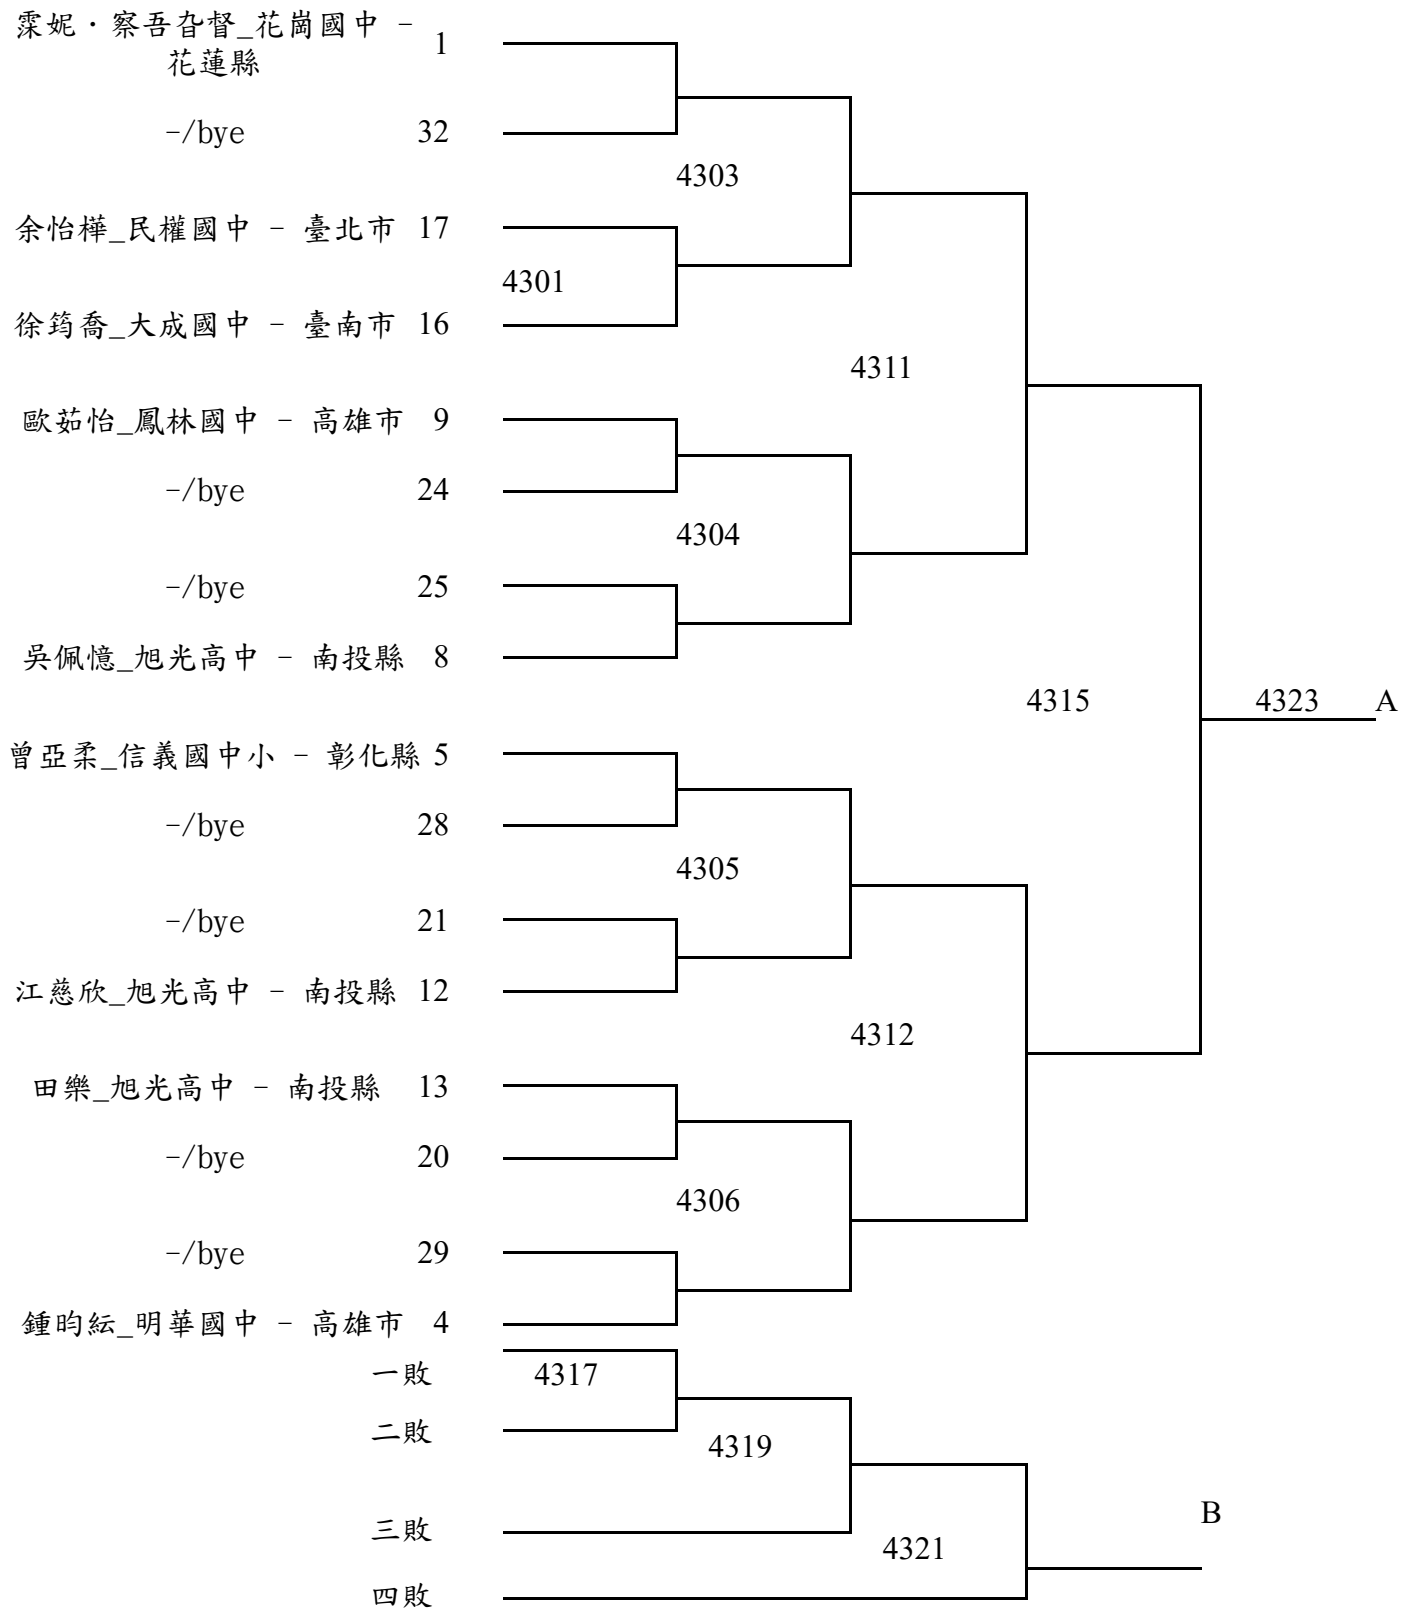 霂妮·察吾旮督_花崗國中 - 1
花蓮縣
-/bye 32
4303
余怡樺_民權國中 - 臺北市 17
4301
徐筠喬_大成國中 - 臺南市 16
4311
歐茹怡_鳳林國中 - 高雄市 9
-/bye 24
4304
-/bye 25
吳佩憶_旭光高中 - 南投縣 8
4315 4323 A
曾亞柔_信義國中小 - 彰化縣 5
-/bye 28
4305
-/bye 21
江慈欣_旭光高中 - 南投縣 12
4312
田樂_旭光高中 - 南投縣 13
-/bye 20
4306
-/bye 29
鍾昀紜_明華國中 - 高雄市 4
一敗 4317
二敗
4319
三敗
B
4321
四敗